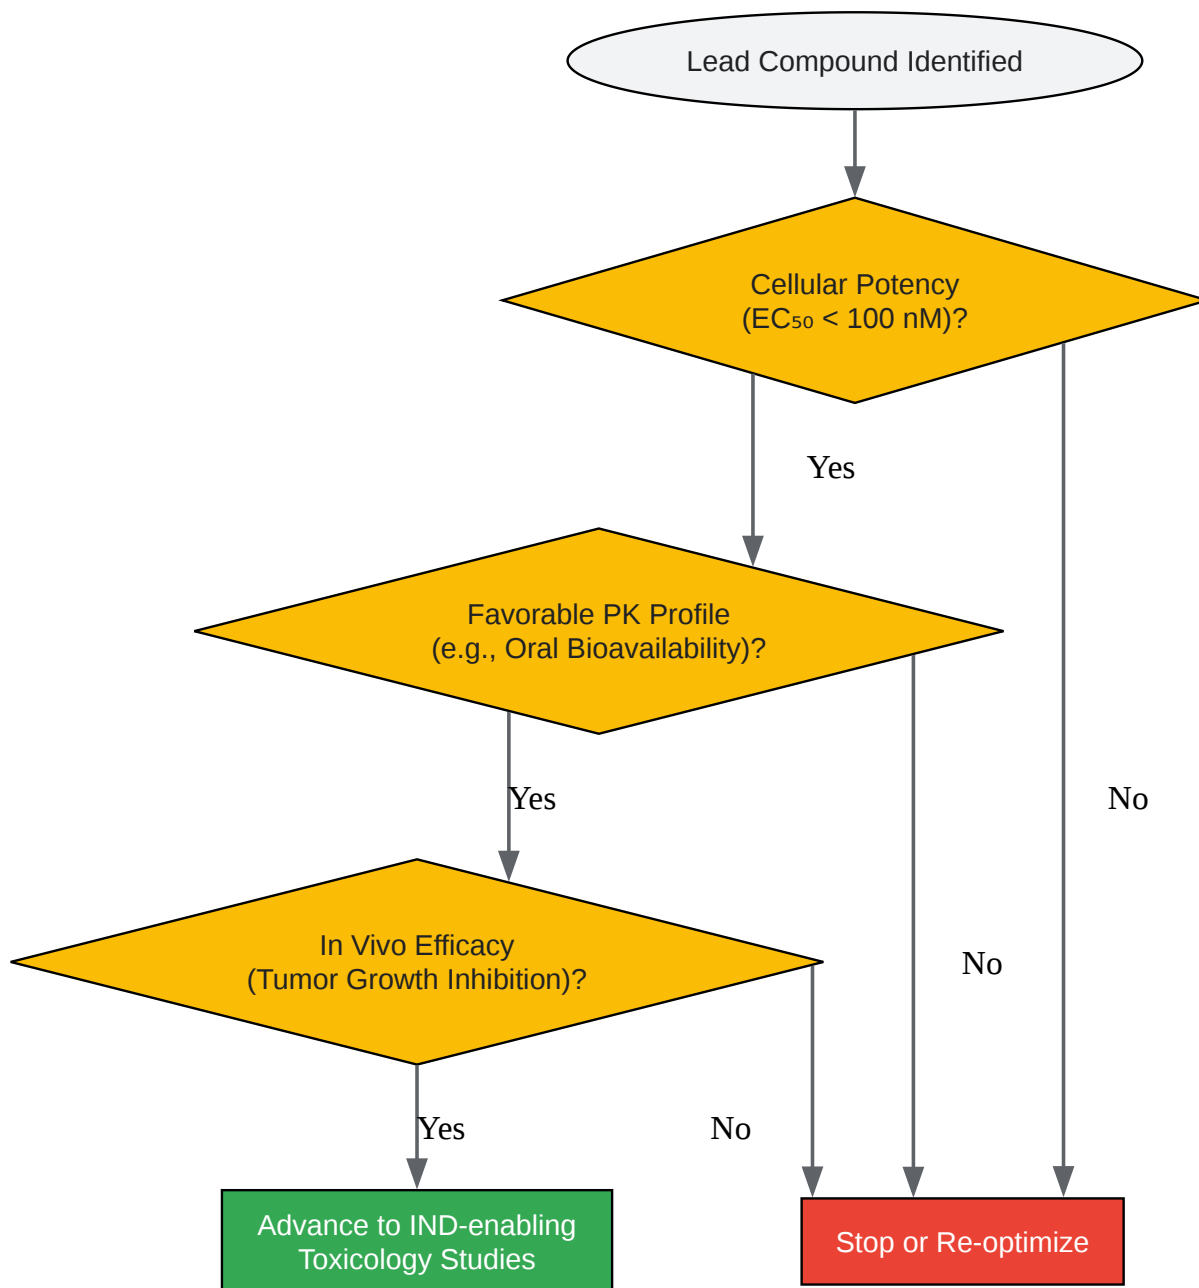 Lead Compound Identified
Cellular Potency
(EC₅₀ < 100 nM)?
Yes
Favorable PK Profile
(e.g., Oral Bioavailability)?
Yes
No
In Vivo Efficacy
(Tumor Growth Inhibition)?
No
Yes
No
Advance to IND-enabling
Toxicology Studies
Stop or Re-optimize